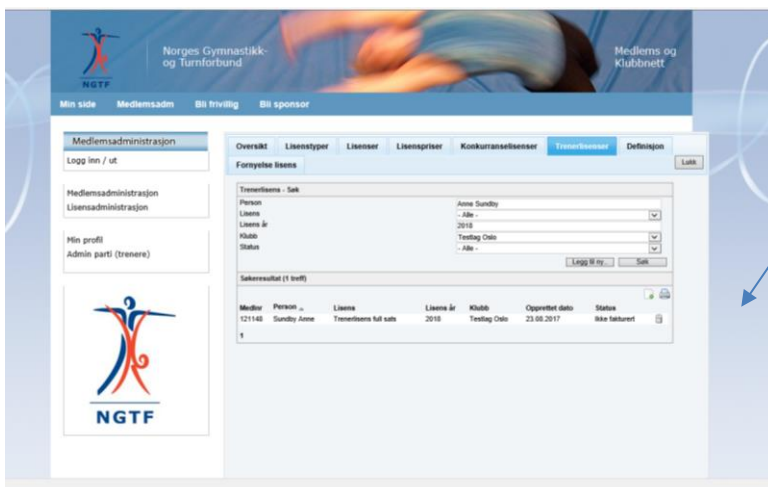 NGTF
Norges Gymnastikk-
og Turnforbund
Medlems og
Klubbnett
Min side Medlemsadm Bli frivillig Bli sponsor
Medlemsadministrasjon
Logg inn / ut
Medlemsadministrasjon
Lisensadministrasjon
Min profil
Admin parti (trenere)
NGTF
Oversikt Lisenstyper Lisenser Lisenspriser Konkurranselisenser Trenerlisenser Definisjon
Fornyelse lisens
Lukk
Trenerlisens - Søk
Person Anne Sundby
Lisens - Alle -
Lisens år 2018
Klubb Testlag Oslo
Status - Alle -
Legg til ny... Søk
Søkeresultat (1 treff)
Medlnr Person Lisens Lisens år Klubb Opprettet dato Status
121148 Sundby Anne Trenerlisens full sats 2018 Testlag Oslo 23.08.2017 Ikke fakturert
1